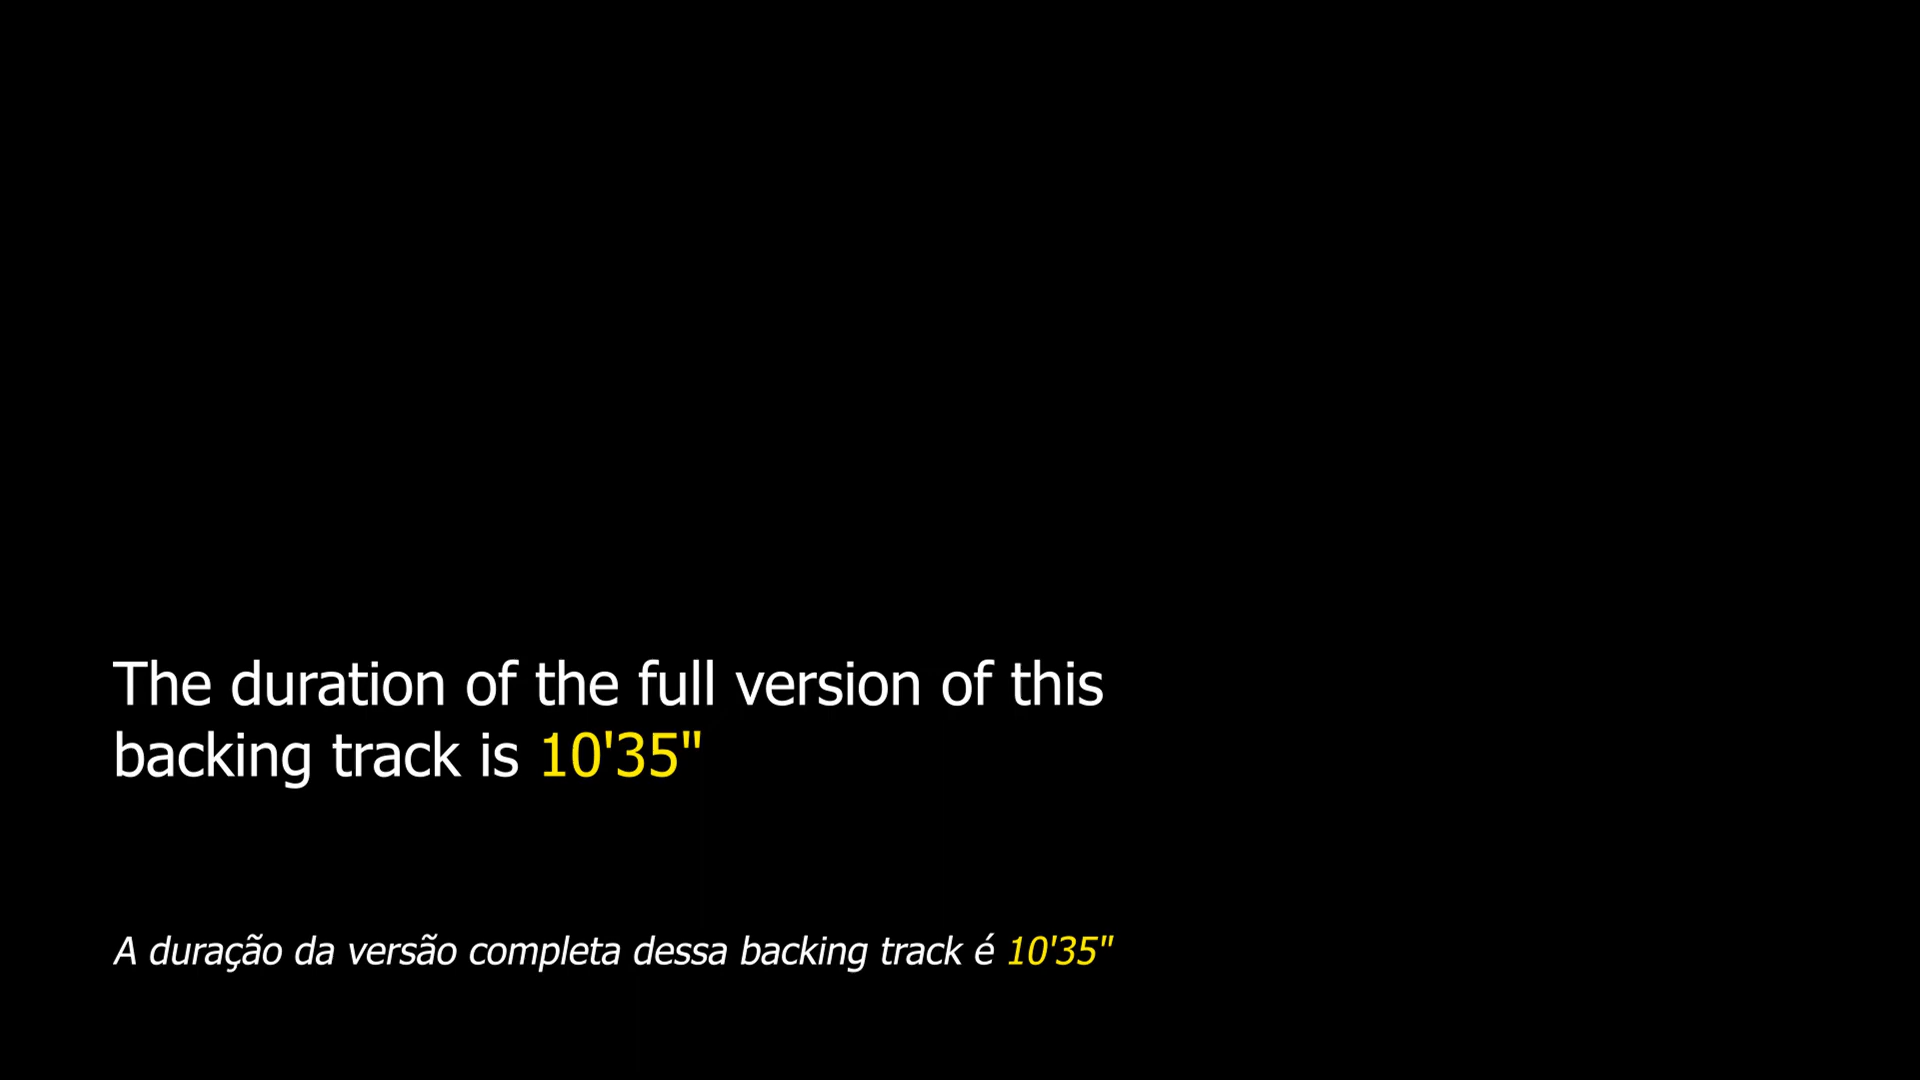 The duration of the full version of this
backing track is 10'35"
A duração da versão completa dessa backing track é 10'35"